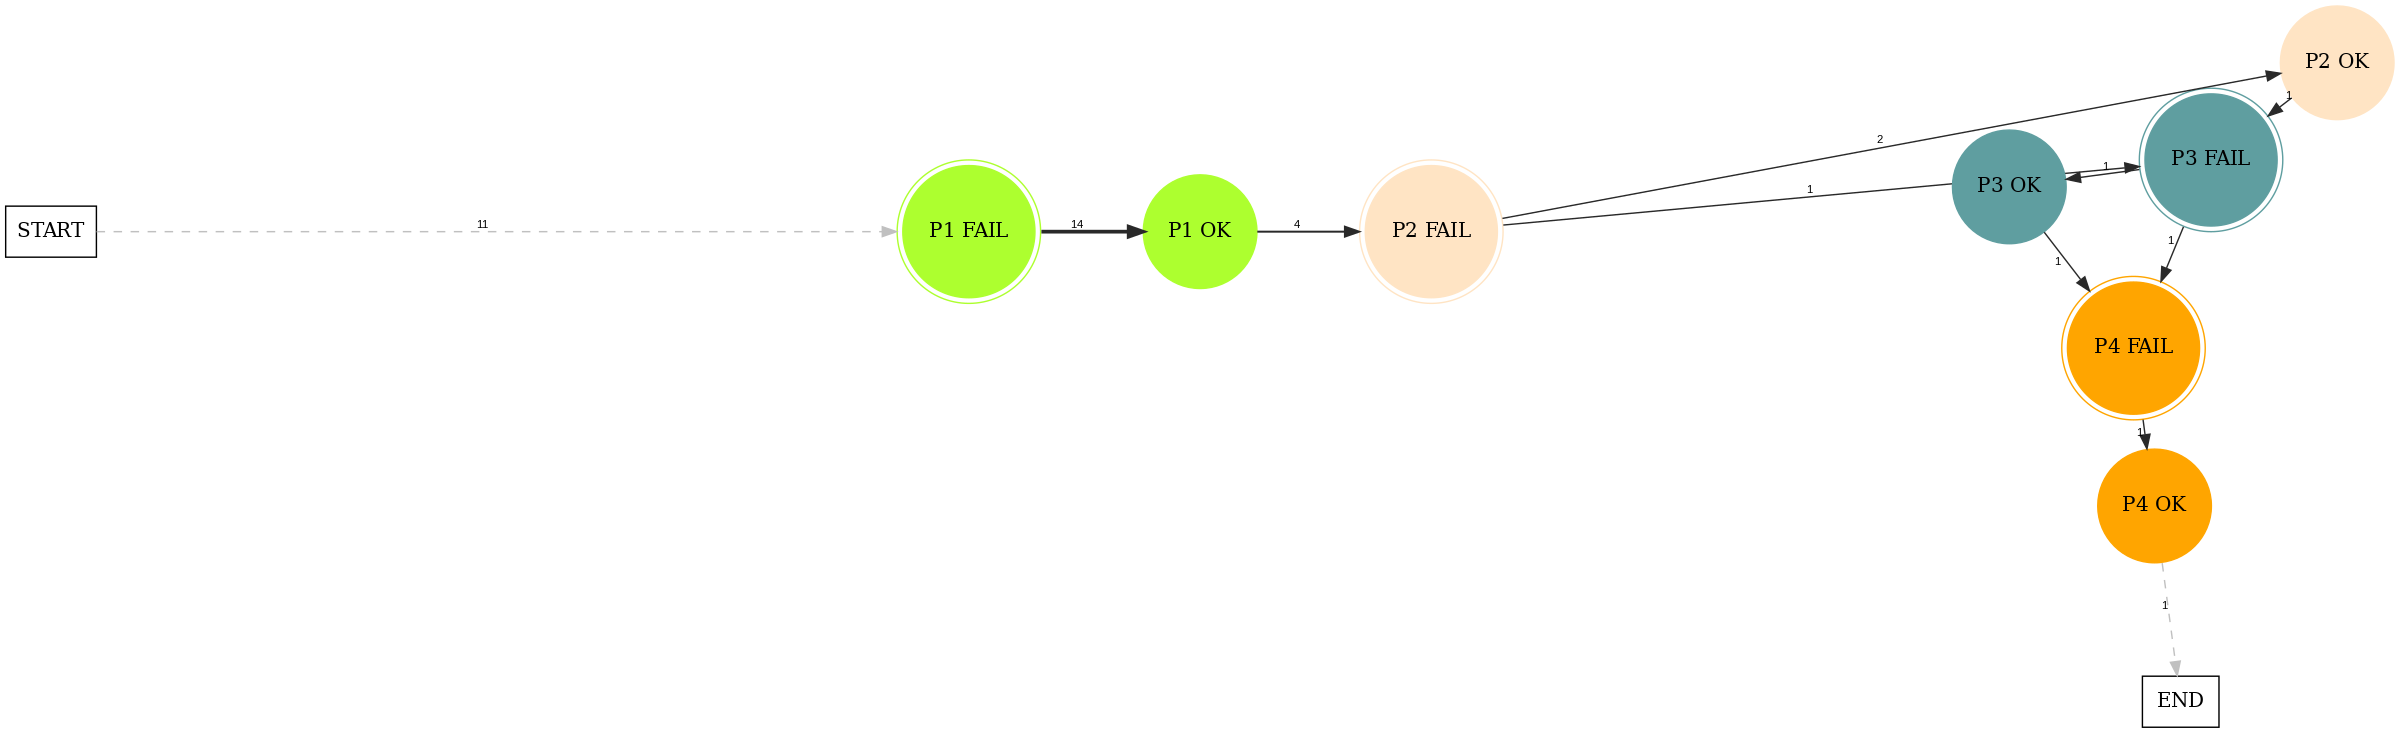 P2 OK
1
2
P3 FAIL
1
P3 OK
1
START
11
P1 FAIL
14
P1 OK
4
P2 FAIL
1
1
P4 FAIL
1
P4 OK
1
END